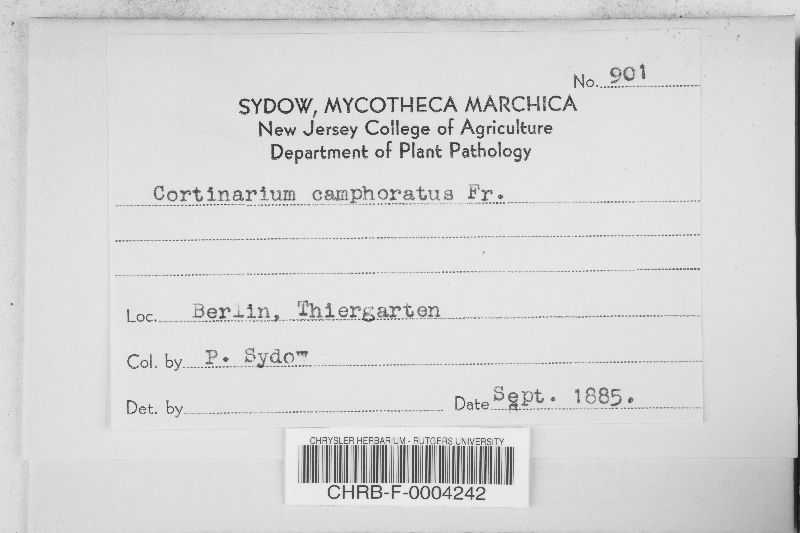 No. 901
SYDOW, MYCOTHECA MARCHICA
New Jersey College of Agriculture
Department of Plant Pathology
Cortinarium camphoratus Fr.
Loc. Berlin, Thiergarten
Col. by P. Sydow
Det. by Date Sept. 1885.
CHRYSLER HERBARIUM - RUTGERS UNIVERSITY
CHRB-F-0004242